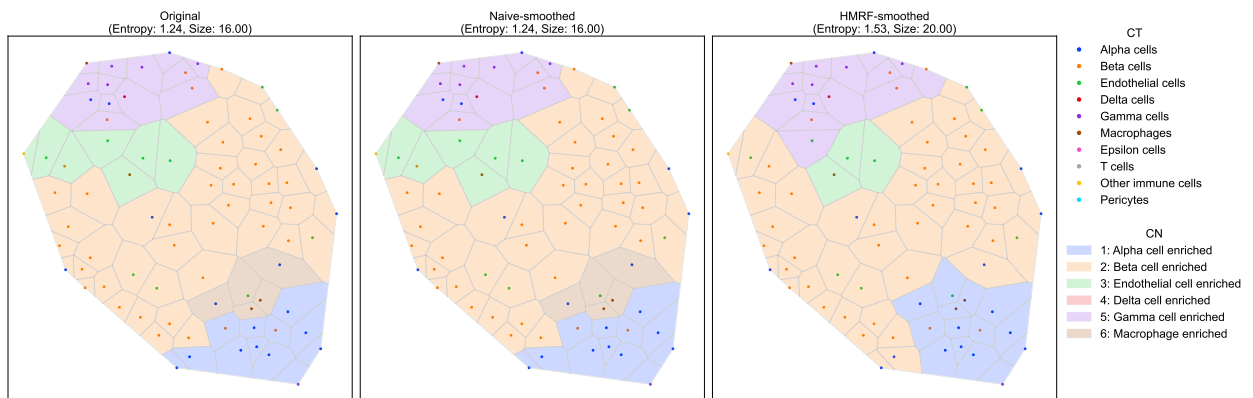 Original
(Entropy: 1.24, Size: 16.00)
Naive-smoothed
(Entropy: 1.24, Size: 16.00)
HMRF-smoothed
(Entropy: 1.53, Size: 20.00)
CT
Alpha cells
Beta cells
Endothelial cells
Delta cells
Gamma cells
Macrophages
Epsilon cells
T cells
Other immune cells
Pericytes
CN
1: Alpha cell enriched
2: Beta cell enriched
3: Endothelial cell enriched
4: Delta cell enriched
5: Gamma cell enriched
6: Macrophage enriched